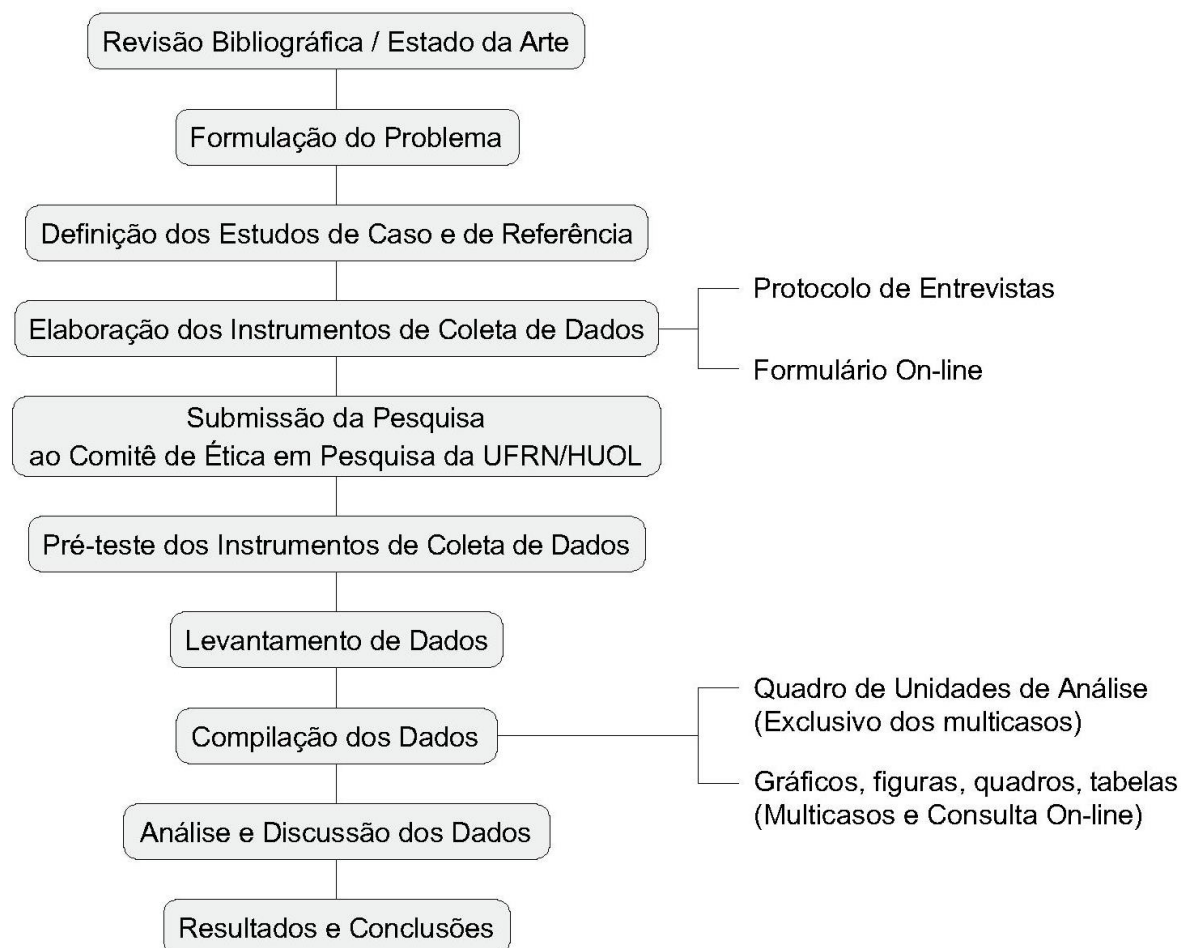 Revisão Bibliográfica / Estado da Arte
Formulação do Problema
Definição dos Estudos de Caso e de Referência
Elaboração dos Instrumentos de Coleta de Dados
Protocolo de Entrevistas
Formulário On-line
Submissão da Pesquisa
ao Comitê de Ética em Pesquisa da UFRN/HUOL
Pré-teste dos Instrumentos de Coleta de Dados
Levantamento de Dados
Compilação dos Dados
Quadro de Unidades de Análise
(Exclusivo dos multicasos)
Gráficos, figuras, quadros, tabelas
(Multicasos e Consulta On-line)
Análise e Discussão dos Dados
Resultados e Conclusões